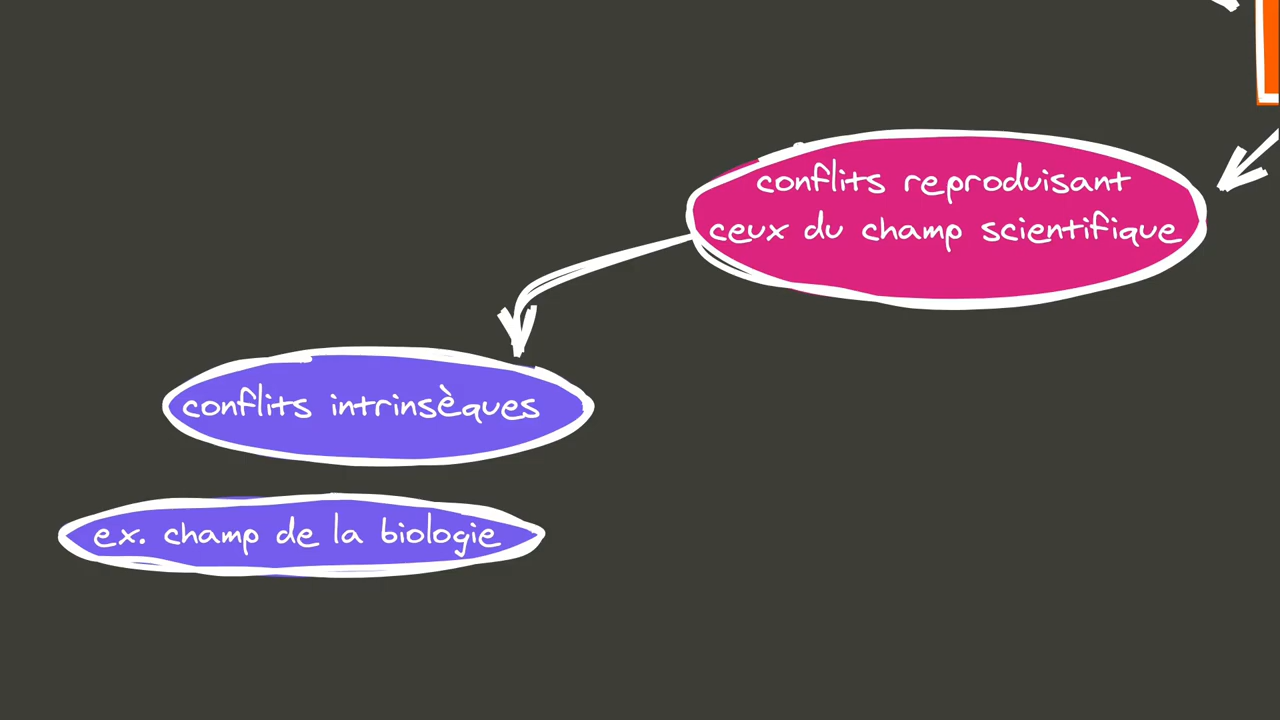 conflits reproduisant
ceux du champ scientifique
conflits intrinsèques
ex. champ de la biologie